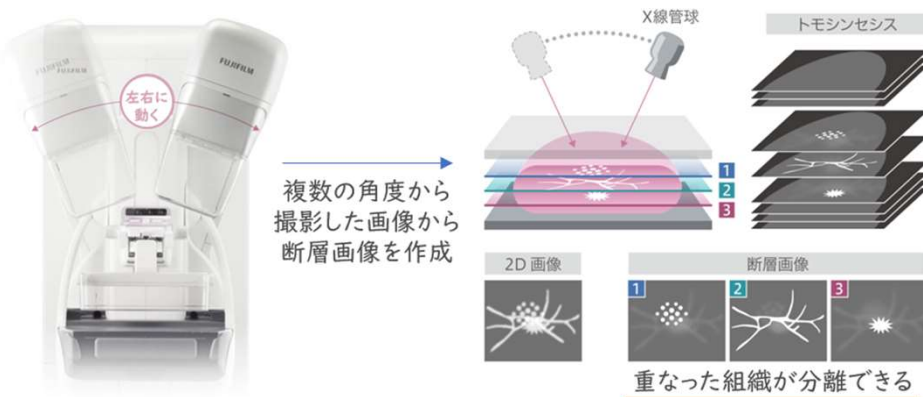 FUJIFILM
FUJIFILM
FUJIFILM
左右に
動く
複数の角度から
撮影した画像から
断層画像を作成
X線管球
トモシンセシス
1
2
3
2D 画像
断層画像
1
2
3
重なった組織が分離できる